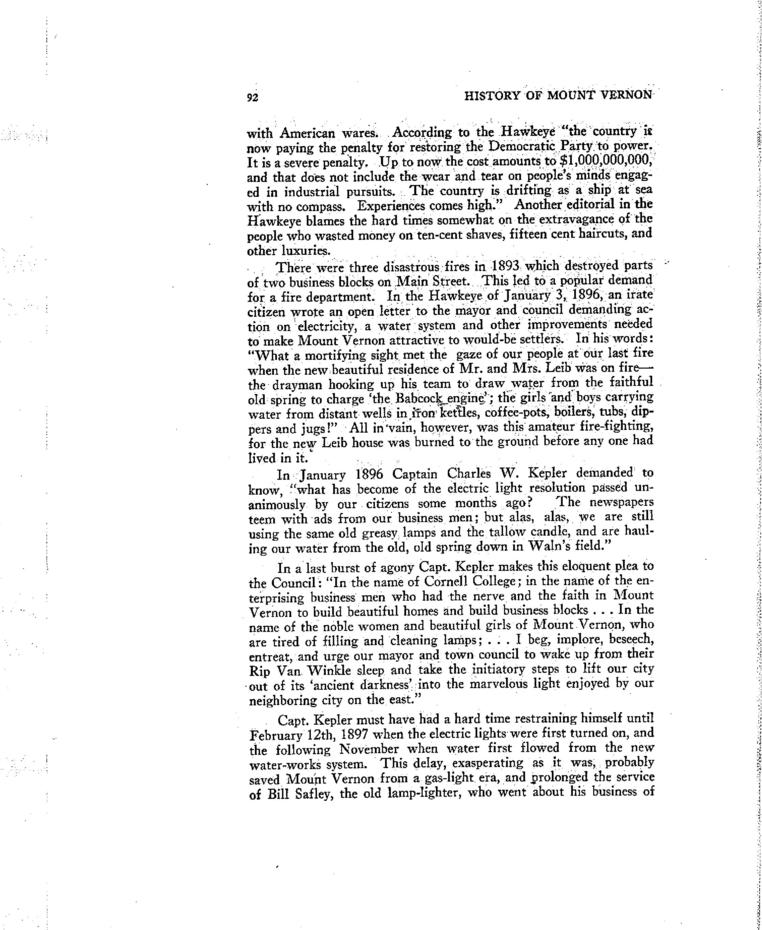 92 HISTORY OF MOUNT VERNON
with American wares. According to the Hawkeye "the country is
now paying the penalty for restoring the Democratic Party to power.
It is a severe penalty. Up to now the cost amounts to $1,000,000,000,
and that does not include the wear and tear on people's minds engag-
ed in industrial pursuits. The country is drifting as a ship at sea
with no compass. Experiences comes high." Another editorial in the
Hawkeye blames the hard times somewhat on the extravagance of the
people who wasted money on ten-cent shaves, fifteen cent haircuts, and
other luxuries.
There were three disastrous fires in 1893 which destroyed parts
of two business blocks on Main Street. This led to a popular demand
for a fire department. In the Hawkeye of January 3, 1896, an irate
citizen wrote an open letter to the mayor and council demanding ac-
tion on electricity, a water system and other improvements needed
to make Mount Vernon attractive to would-be settlers. In his words:
"What a mortifying sight met the gaze of our people at our last fire
when the new beautiful residence of Mr. and Mrs. Leib was on fire—
the drayman hooking up his team to draw water from the faithful
old spring to charge 'the Babcock engine'; the girls and boys carrying
water from distant wells in iron kettles, coffee-pots, boilers, tubs, dip-
pers and jugs!" All in vain, however, was this amateur fire-fighting,
for the new Leib house was burned to the ground before any one had
lived in it.
In January 1896 Captain Charles W. Kepler demanded to
know, "what has become of the electric light resolution passed un-
animously by our citizens some months ago? The newspapers
teem with ads from our business men; but alas, alas, we are still
using the same old greasy lamps and the tallow candle, and are haul-
ing our water from the old, old spring down in Waln's field."
In a last burst of agony Capt. Kepler makes this eloquent plea to
the Council: "In the name of Cornell College; in the name of the en-
terprising business men who had the nerve and the faith in Mount
Vernon to build beautiful homes and build business blocks . . . In the
name of the noble women and beautiful girls of Mount Vernon, who
are tired of filling and cleaning lamps; . . . I beg, implore, beseech,
entreat, and urge our mayor and town council to wake up from their
Rip Van Winkle sleep and take the initiatory steps to lift our city
out of its 'ancient darkness' into the marvelous light enjoyed by our
neighboring city on the east."
Capt. Kepler must have had a hard time restraining himself until
February 12th, 1897 when the electric lights were first turned on, and
the following November when water first flowed from the new
water-works system. This delay, exasperating as it was, probably
saved Mount Vernon from a gas-light era, and prolonged the service
of Bill Safley, the old lamp-lighter, who went about his business of